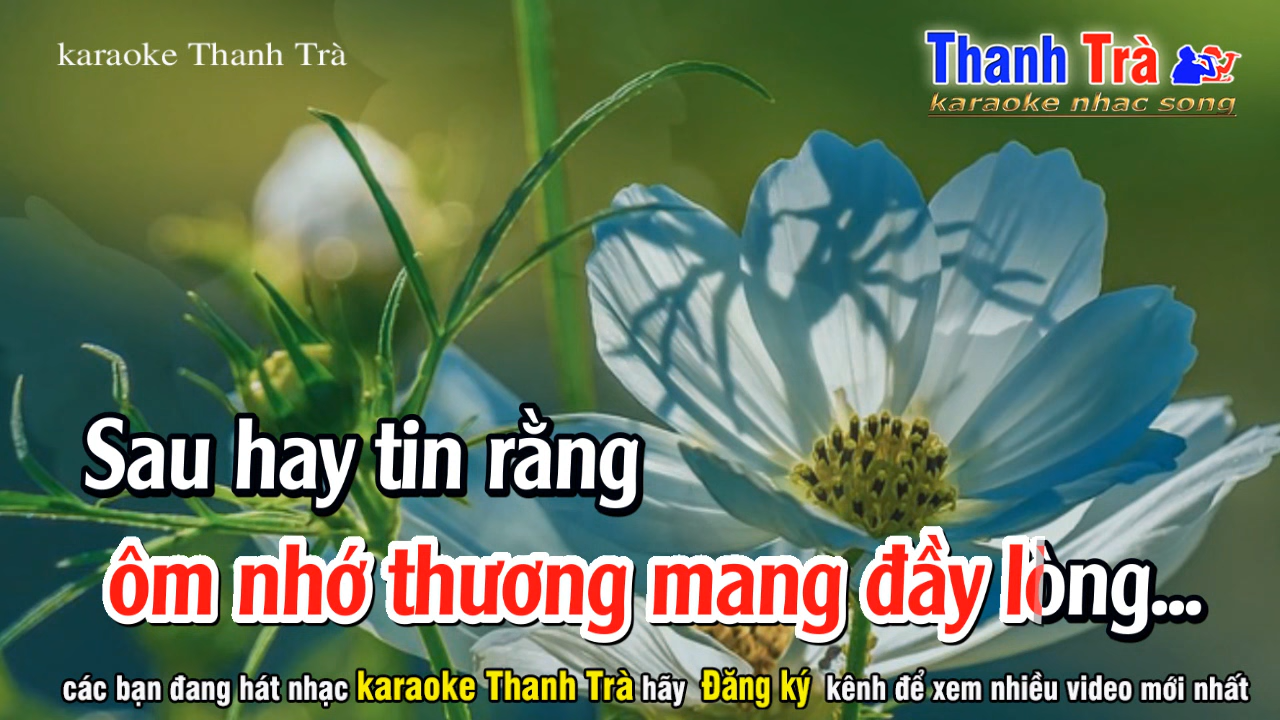 karaoke Thanh Trà
Thanh Trà
karaoke nhac song
Sau hay tin rằng
ôm nhớ thương mang đầy lòng...
các bạn đang hát nhạc karaoke Thanh Trà hãy Đăng ký kênh để xem nhiều video mới nhất